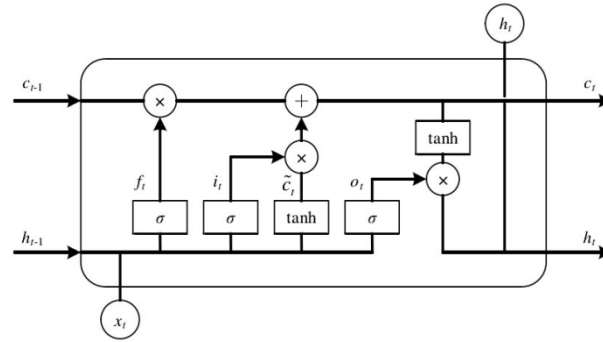 h_t
c_{t-1} × + c_t
tanh
×
f_t i_t c̃_t o_t ×
σ σ tanh σ
h_{t-1} h_t
x_t